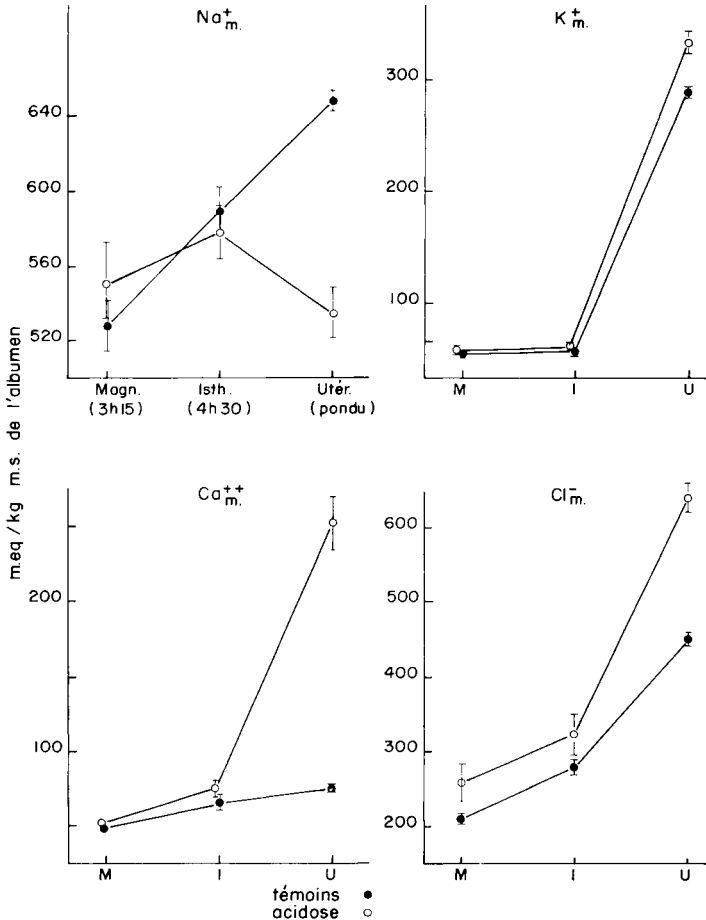 Na⁺m.
640
600
560
520
Magn. Isth. Utér.
(3h15) (4h30) (pondu)
K⁺m.
300
200
100
M I U
m.eq/kg m.s. de l'albumen
Ca⁺⁺m.
200
100
M I U
Cl⁻m.
600
500
400
300
200
M I U
témoins ●
acidose ○